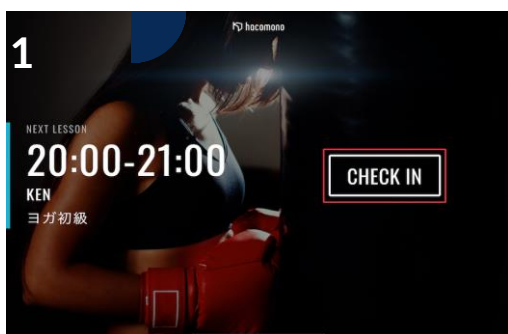 1
hacomono
NEXT LESSON
20:00-21:00
KEN
ヨガ初級
CHECK IN